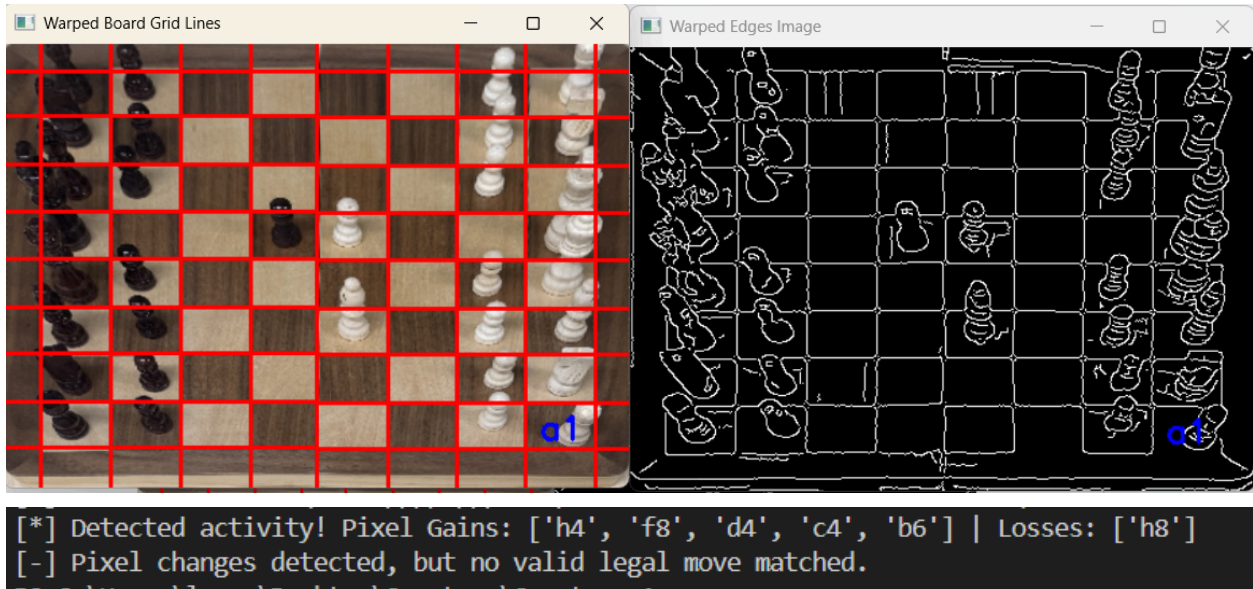 Warped Board Grid Lines
Warped Edges Image
a1
a1
[*] Detected activity! Pixel Gains: ['h4', 'f8', 'd4', 'c4', 'b6'] | Losses: ['h8']
[-] Pixel changes detected, but no valid legal move matched.